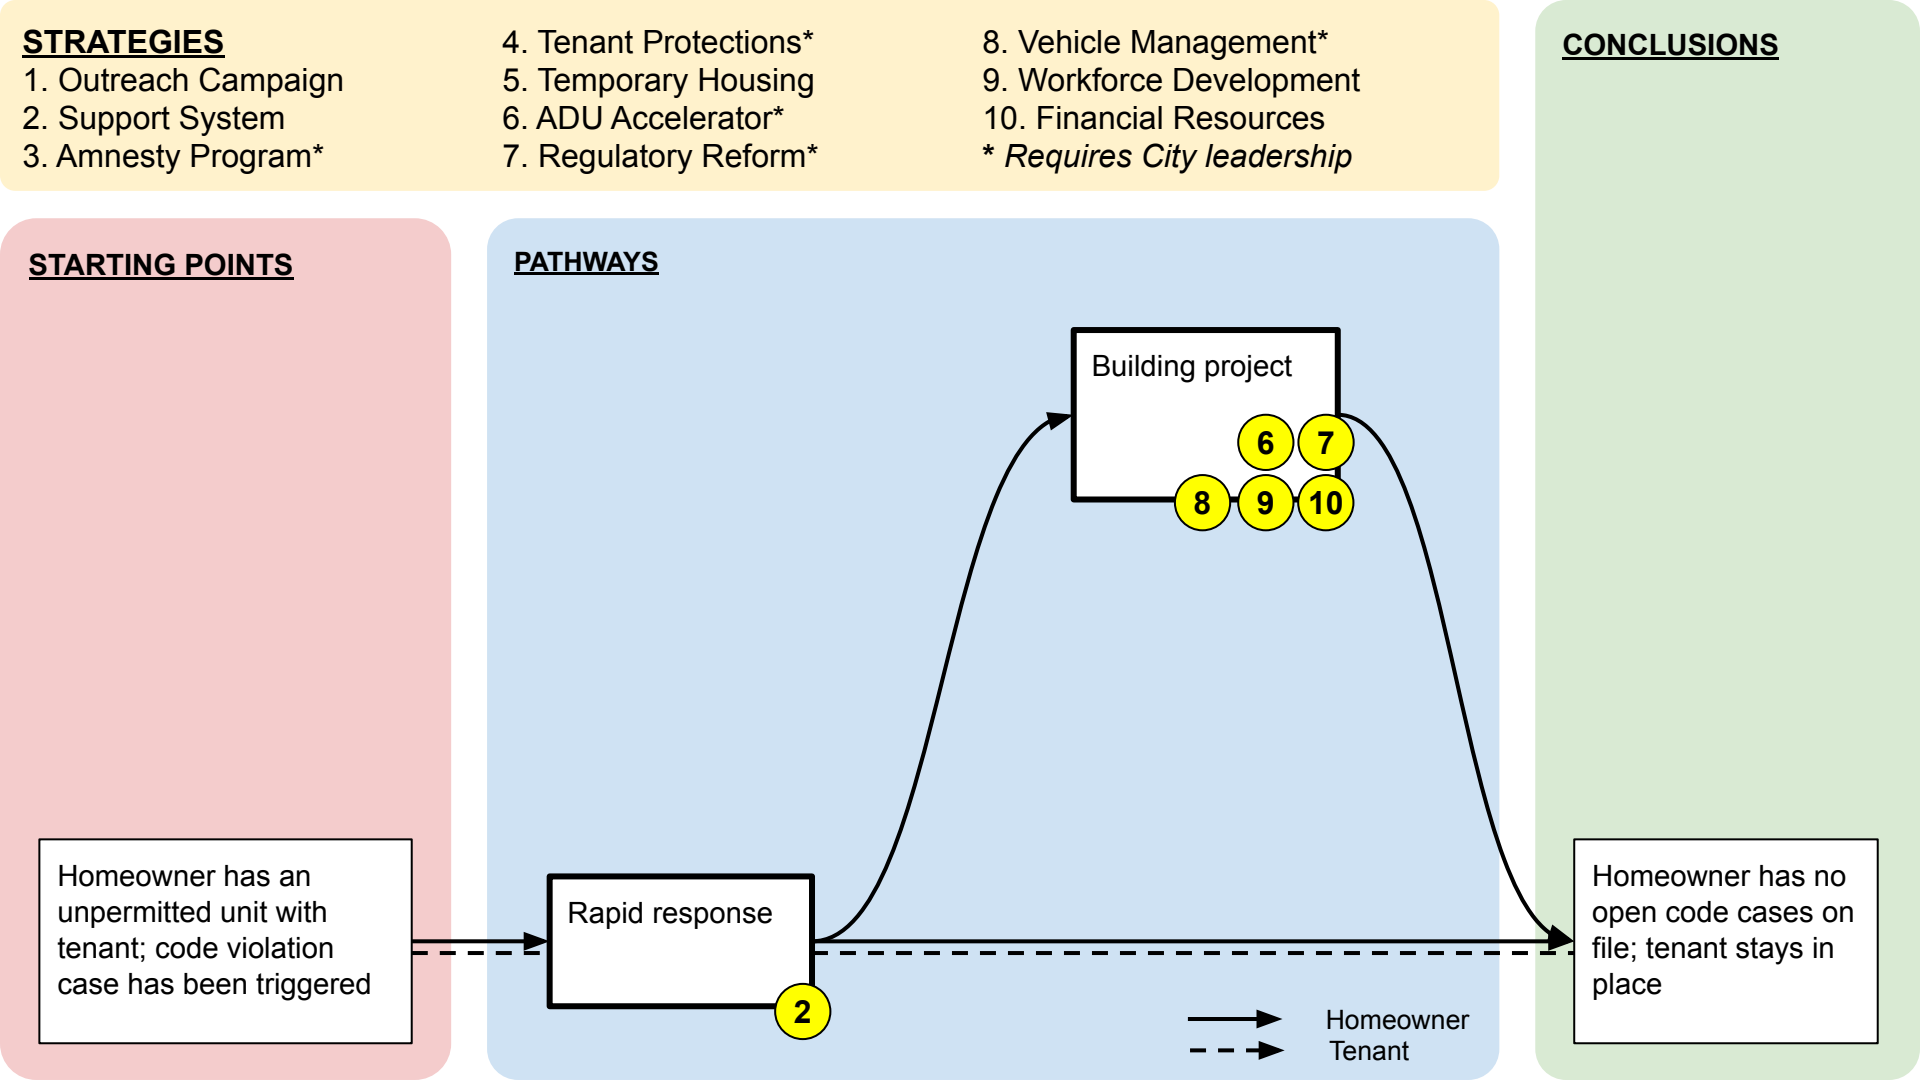 STRATEGIES
1. Outreach Campaign
2. Support System
3. Amnesty Program*
4. Tenant Protections*
5. Temporary Housing
6. ADU Accelerator*
7. Regulatory Reform*
8. Vehicle Management*
9. Workforce Development
10. Financial Resources
* Requires City leadership
CONCLUSIONS
STARTING POINTS
PATHWAYS
Building project
6
7
8
9
10
Homeowner has an
unpermitted unit with
tenant; code violation
case has been triggered
Rapid response
2
Homeowner has no
open code cases on
file; tenant stays in
place
Homeowner
Tenant